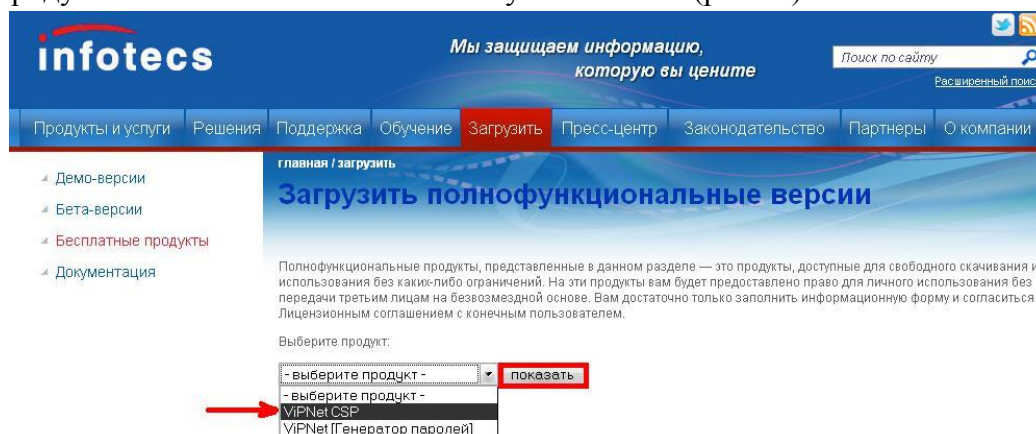 infotecs
Мы защищаем информацию,
которую вы цените
Поиск по сайту
Расширенный поис
Продукты и услуги Решения Поддержка Обучение Загрузить Пресс-центр Законодательство Партнеры О компании
Демо-версии
Бета-версии
Бесплатные продукты
Документация
главная / загрузить
Загрузить полнофункциональные версии
Полнофункциональные продукты, представленные в данном разделе — это продукты, доступные для свободного скачивания и
использования без каких-либо ограничений. На эти продукты вам будет предоставлено право для личного использования без
передачи третьим лицам на безвозмездной основе. Вам достаточно только заполнить информационную форму и согласиться
Лицензионным соглашением с конечным пользователем.
Выберите продукт:
- выберите продукт - показать
- выберите продукт -
ViPNet CSP
ViPNet [Генератор паролей]